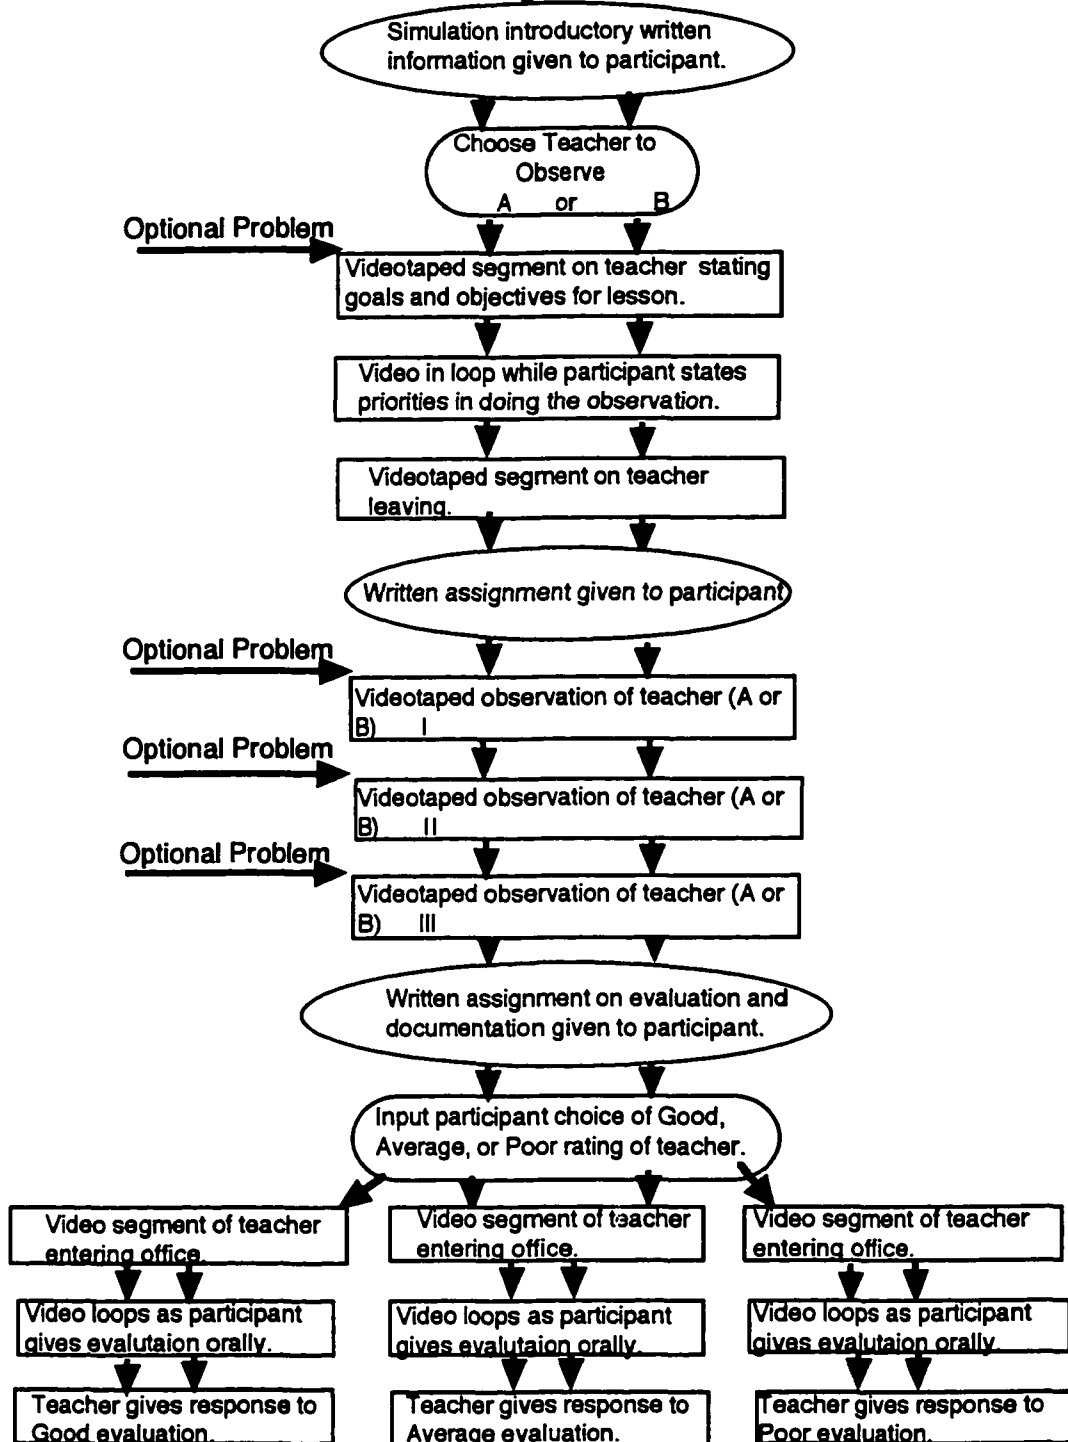 Simulation introductory written
information given to participant.
Choose Teacher to
Observe
A or B
Optional Problem
Videotaped segment on teacher stating
goals and objectives for lesson.
Video in loop while participant states
priorities in doing the observation.
Videotaped segment on teacher
leaving.
Written assignment given to participant
Optional Problem
Videotaped observation of teacher (A or
B) I
Optional Problem
Videotaped observation of teacher (A or
B) II
Optional Problem
Videotaped observation of teacher (A or
B) III
Written assignment on evaluation and
documentation given to participant.
Input participant choice of Good,
Average, or Poor rating of teacher.
Video segment of teacher
entering office.
Video loops as participant
gives evalutaion orally.
Teacher gives response to
Good evaluation.
Video segment of teacher
entering office.
Video loops as participant
gives evalutaion orally.
Teacher gives response to
Average evaluation.
Video segment of teacher
entering office.
Video loops as participant
gives evalutaion orally.
Teacher gives response to
Poor evaluation.